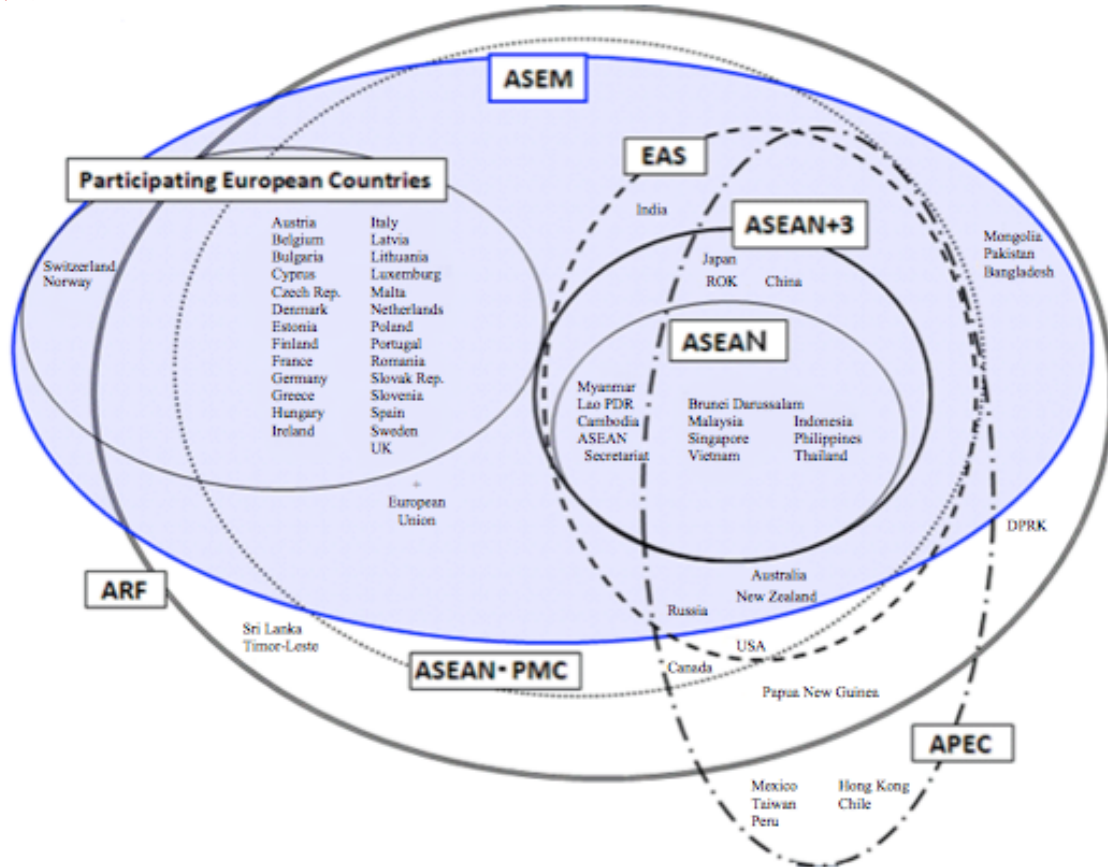 ASEM
EAS
Participating European Countries
India
ASEAN+3
Austria Italy
Belgium Latvia
Bulgaria Lithuania
Cyprus Luxemburg
Czech Rep. Malta
Denmark Netherlands
Estonia Poland
Finland Portugal
France Romania
Germany Slovak Rep.
Greece Slovenia
Hungary Spain
Ireland Sweden
UK
Switzerland,
Norway
Mongolia
Pakistan
Bangladesh
Japan
ROK China
ASEAN
Myanmar
Lao PDR Brunei Darussalam
Cambodia Malaysia Indonesia
ASEAN Singapore Philippines
Secretariat Vietnam Thailand
+
European
Union
DPRK
ARF
Australia
New Zealand
Russia
Sri Lanka
Timor-Leste
USA
ASEAN・PMC
Canada
Papua New Guinea
APEC
Mexico Hong Kong
Taiwan Chile
Peru